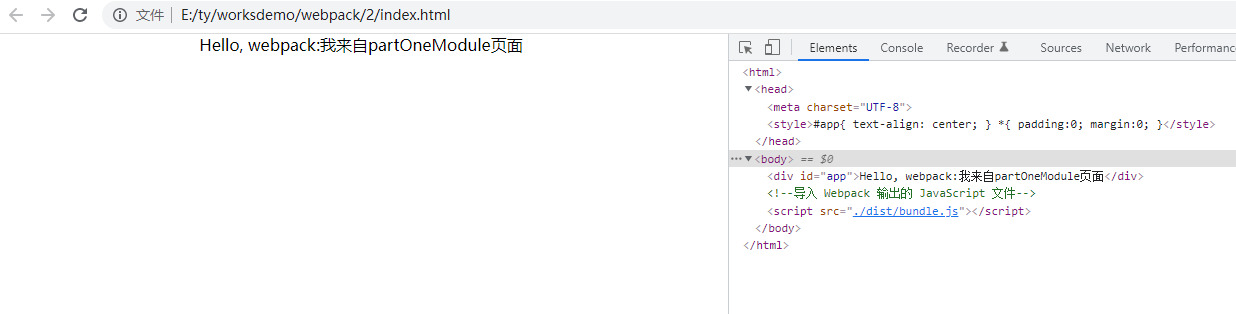 文件 E:/ty/worksdemo/webpack/2/index.html
Hello, webpack:我来自partOneModule页面
Elements Console Recorder Sources Network Performance
<html>
<head>
<meta charset="UTF-8">
<style>#app{ text-align: center; } *{ padding:0; margin:0; }</style>
</head>
<body> == $0
<div id="app">Hello, webpack:我来自partOneModule页面</div>
<!--导入 Webpack 输出的 JavaScript 文件-->
<script src="./dist/bundle.js"></script>
</body>
</html>